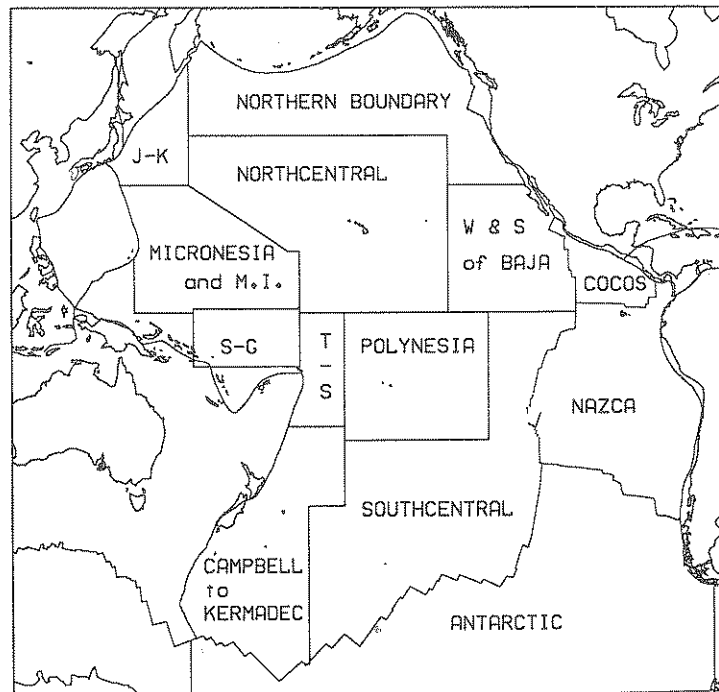 NORTHERN BOUNDARY
J-K
NORTHCENTRAL
W & S
of BAJA
MICRONESIA
and M.I.
COCOS
S-G
T
-
S
POLYNESIA
NAZCA
SOUTHCENTRAL
CAMPBELL
to
KERMADEC
ANTARCTIC